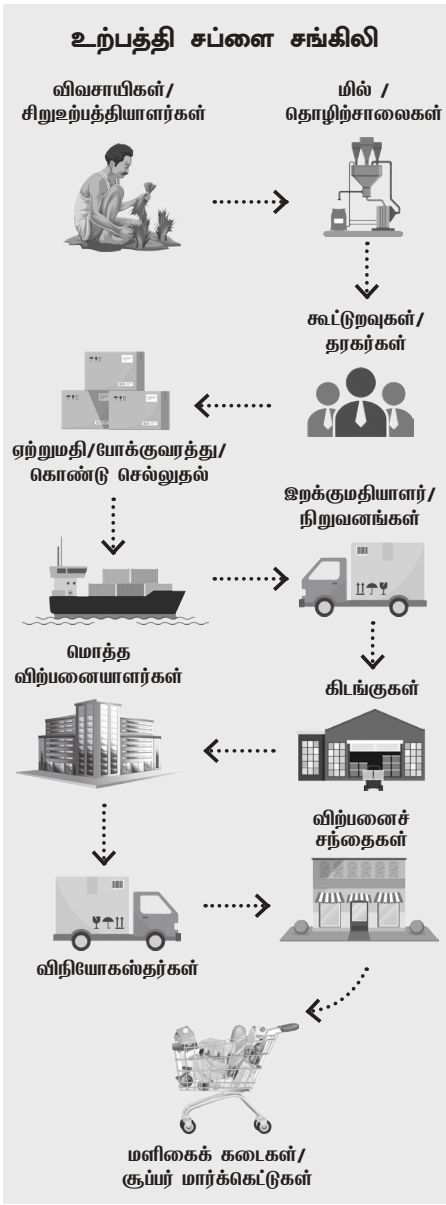 உற்பத்தி சப்ளை சங்கிலி
விவசாயிகள்/
சிறுஉற்பத்தியாளர்கள்
மில் /
தொழிற்சாலைகள்
கூட்டுறவுகள்/
தரகர்கள்
ஏற்றுமதி/போக்குவரத்து/
கொண்டு செல்லுதல்
இறக்குமதியாளர்/
நிறுவனங்கள்
கிடங்குகள்
மொத்த
விற்பனையாளர்கள்
விநியோகஸ்தர்கள்
விற்பனைச்
சந்தைகள்
மளிகைக் கடைகள்/
சூப்பர் மார்க்கெட்டுகள்